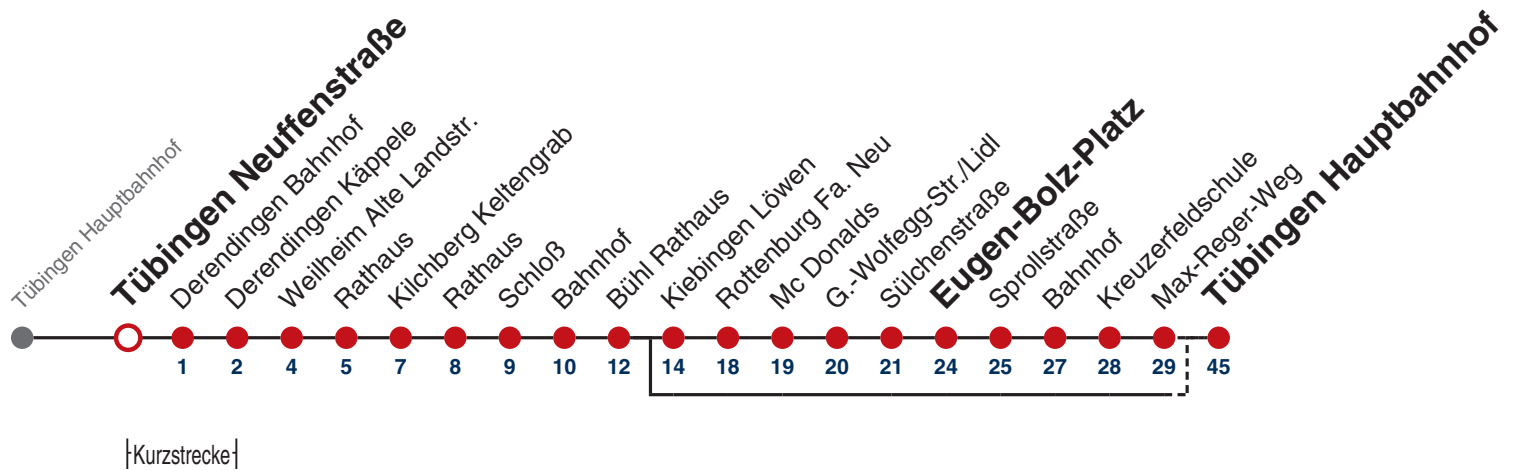 Tübingen Hauptbahnhof
Tübingen Neuffenstraße
Derendingen Bahnhof
Derendingen Käppele
Weilheim Alte Landstr.
Rathaus
Kilchberg Keltengrab
Rathaus
Schloß
Bahnhof
Bühl Rathaus
Kiebingen Löwen
Rottenburg Fa. Neu
Mc Donalds
G.-Wolfegg-Str./Lidl
Sülchenstraße
Eugen-Bolz-Platz
Sprollstraße
Bahnhof
Kreuzerfeldschule
Max-Reger-Weg
Tübingen Hauptbahnhof
1 2 4 5 7 8 9 10 12 14 18 19 20 21 24 25 27 28 29 45
Kurzstrecke